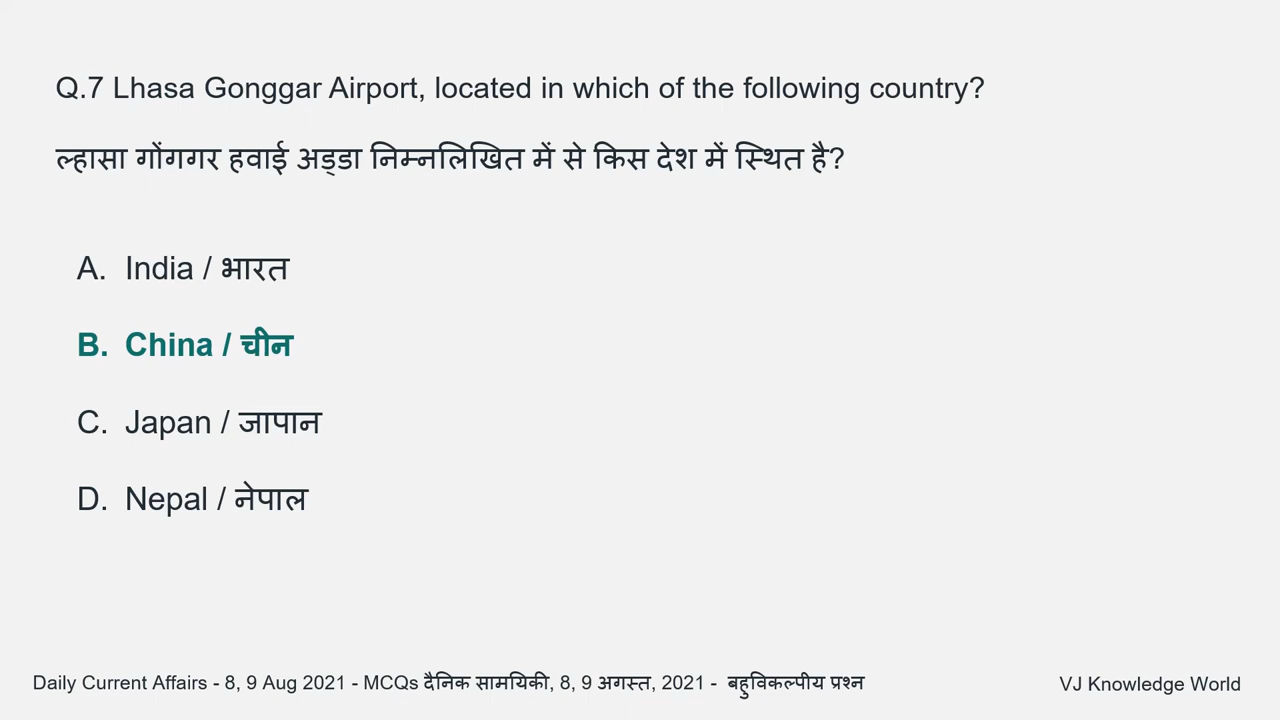 Q.7 Lhasa Gonggar Airport, located in which of the following country?
ल्हासा गोंगगर हवाई अड्डा निम्नलिखित में से किस देश में स्थित है?
A. India / भारत
B. China / चीन
C. Japan / जापान
D. Nepal / नेपाल
Daily Current Affairs - 8, 9 Aug 2021 - MCQs दैनिक सामयिकी, 8, 9 अगस्त, 2021 - बहुविकल्पीय प्रश्न VJ Knowledge World